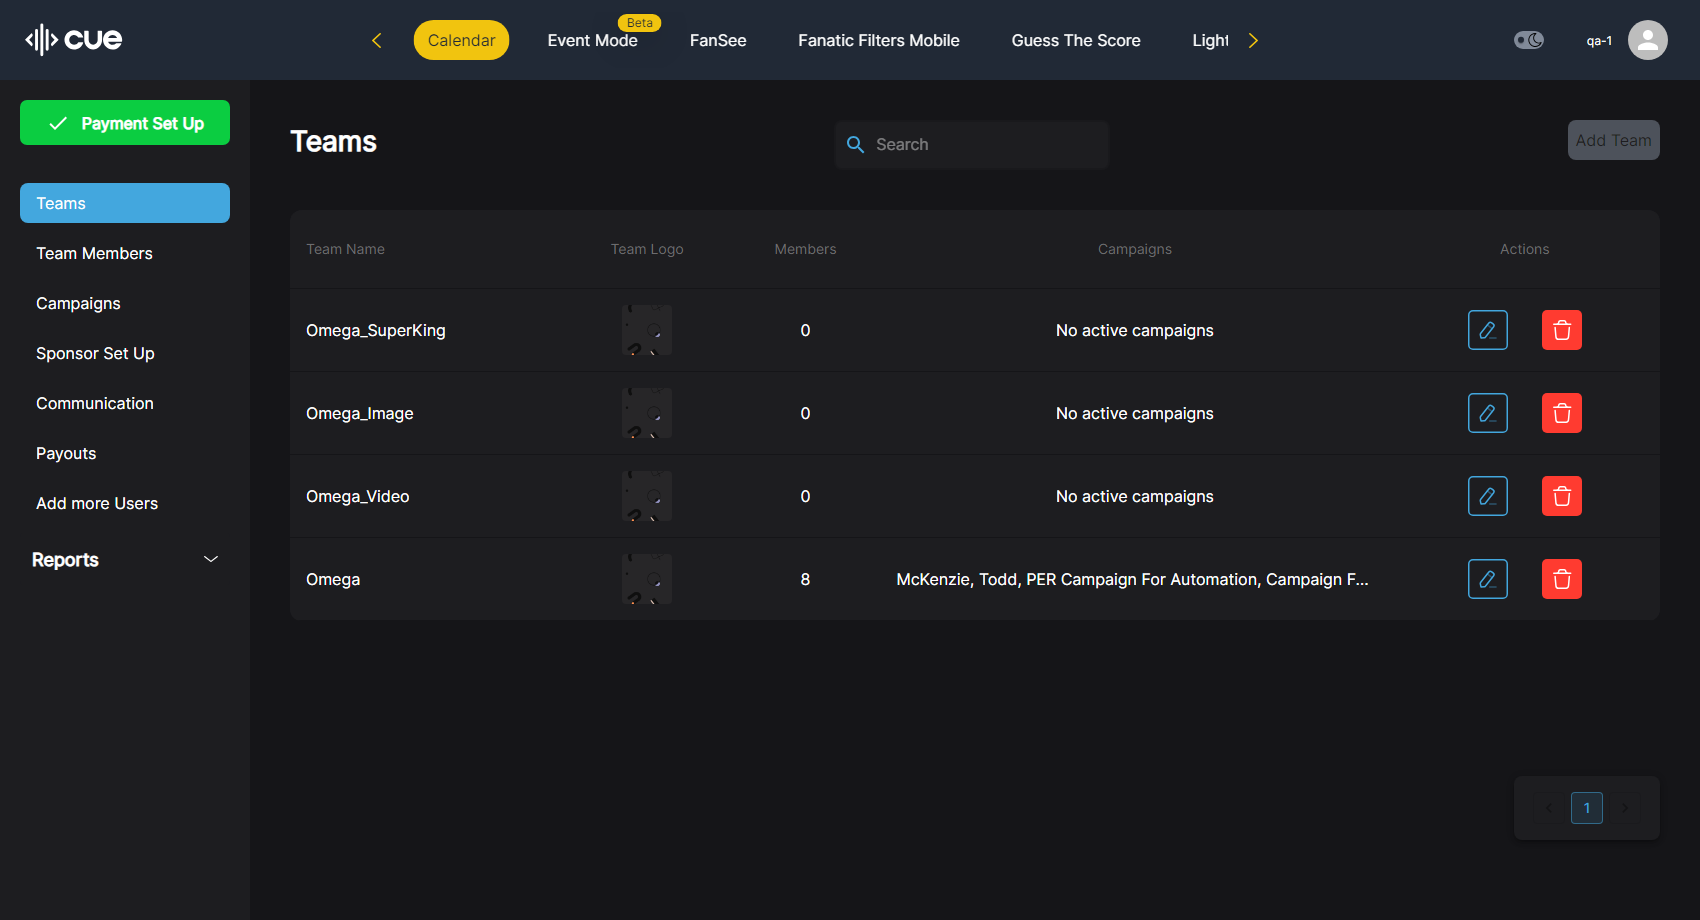 cue
Calendar
Event Mode
Beta
FanSee
Fanatic Filters Mobile
Guess The Score
Light
qa-1
Payment Set Up
Teams
Team Members
Campaigns
Sponsor Set Up
Communication
Payouts
Add more Users
Reports
Teams
Search
Add Team
Team Name Team Logo Members Campaigns Actions
Omega_SuperKing 0 No active campaigns
Omega_Image 0 No active campaigns
Omega_Video 0 No active campaigns
Omega 8 McKenzie, Todd, PER Campaign For Automation, Campaign F...
1